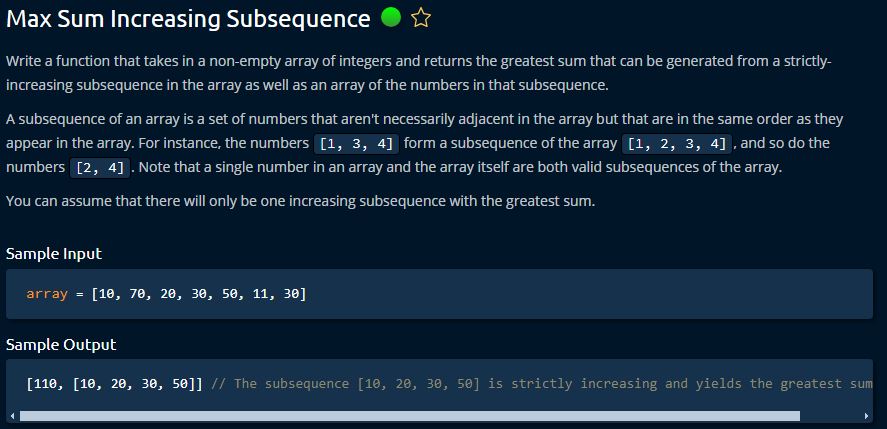 Max Sum Increasing Subsequence
Write a function that takes in a non-empty array of integers and returns the greatest sum that can be generated from a strictly-
increasing subsequence in the array as well as an array of the numbers in that subsequence.
A subsequence of an array is a set of numbers that aren't necessarily adjacent in the array but that are in the same order as they
appear in the array. For instance, the numbers [1, 3, 4] form a subsequence of the array [1, 2, 3, 4] , and so do the
numbers [2, 4] . Note that a single number in an array and the array itself are both valid subsequences of the array.
You can assume that there will only be one increasing subsequence with the greatest sum.
Sample Input
array = [10, 70, 20, 30, 50, 11, 30]
Sample Output
[110, [10, 20, 30, 50]] // The subsequence [10, 20, 30, 50] is strictly increasing and yields the greatest sum